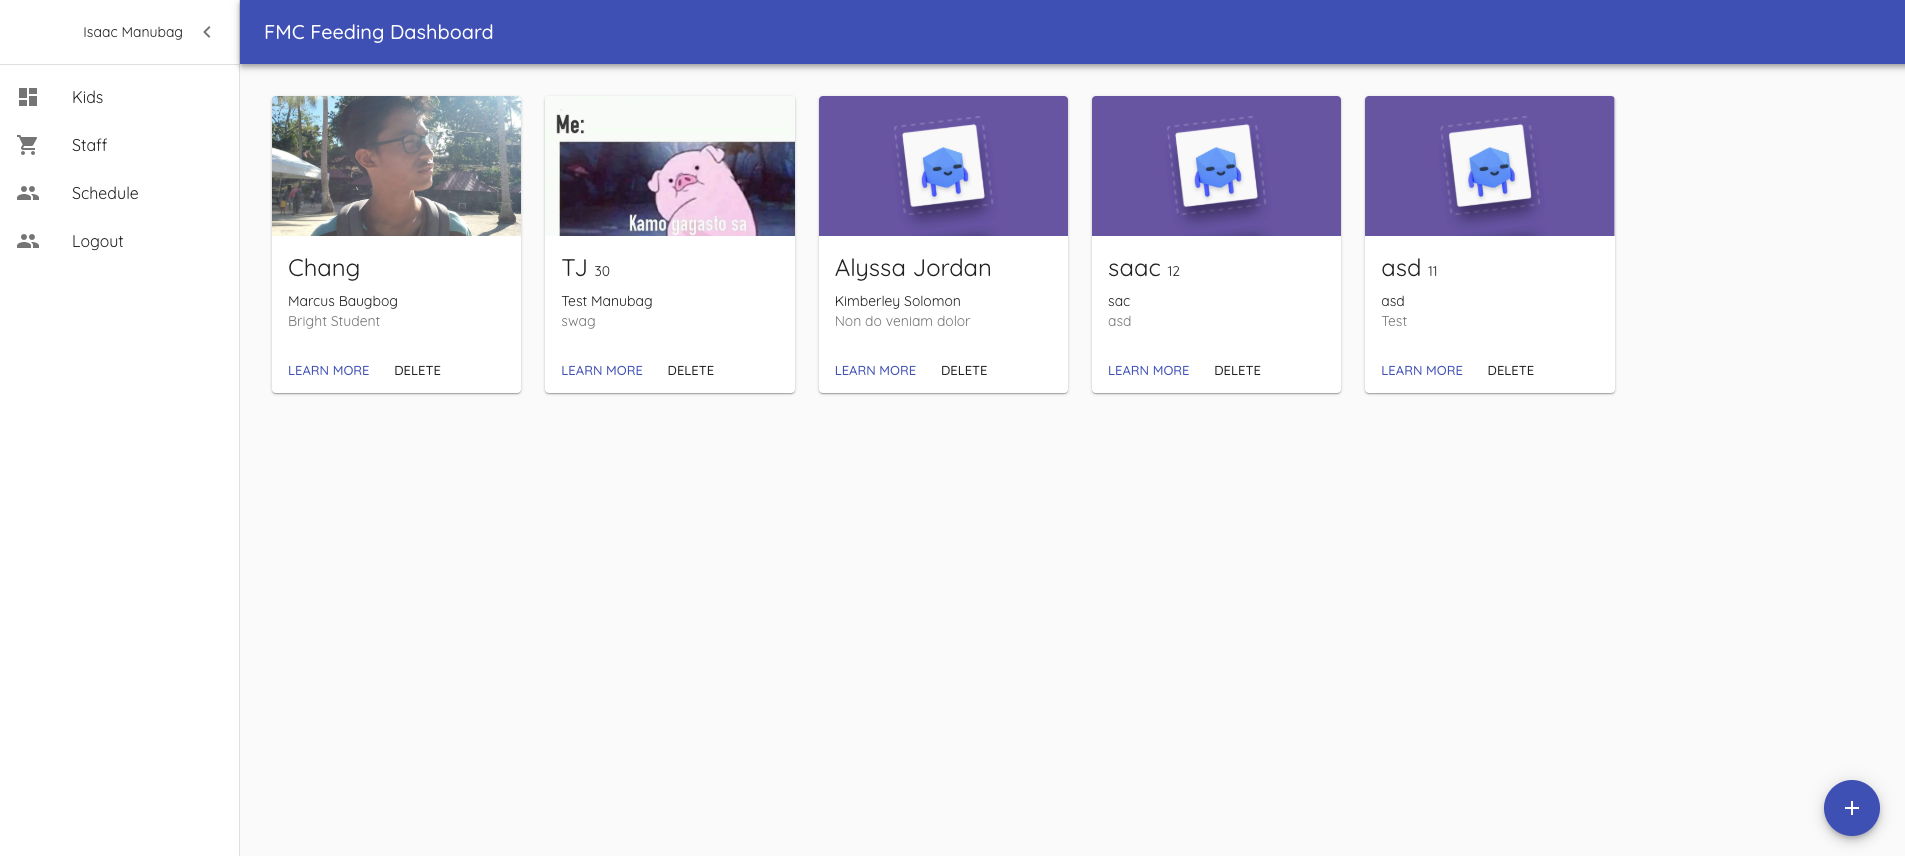 Isaac Manubag
FMC Feeding Dashboard
Kids
Staff
Schedule
Logout
Chang
Marcus Baugbog
Bright Student
LEARN MORE DELETE
Me:
Kamo gagasto sa
TJ 30
Test Manubag
swag
LEARN MORE DELETE
Alyssa Jordan
Kimberley Solomon
Non do veniam dolor
LEARN MORE DELETE
saac 12
sac
asd
LEARN MORE DELETE
asd 11
asd
Test
LEARN MORE DELETE